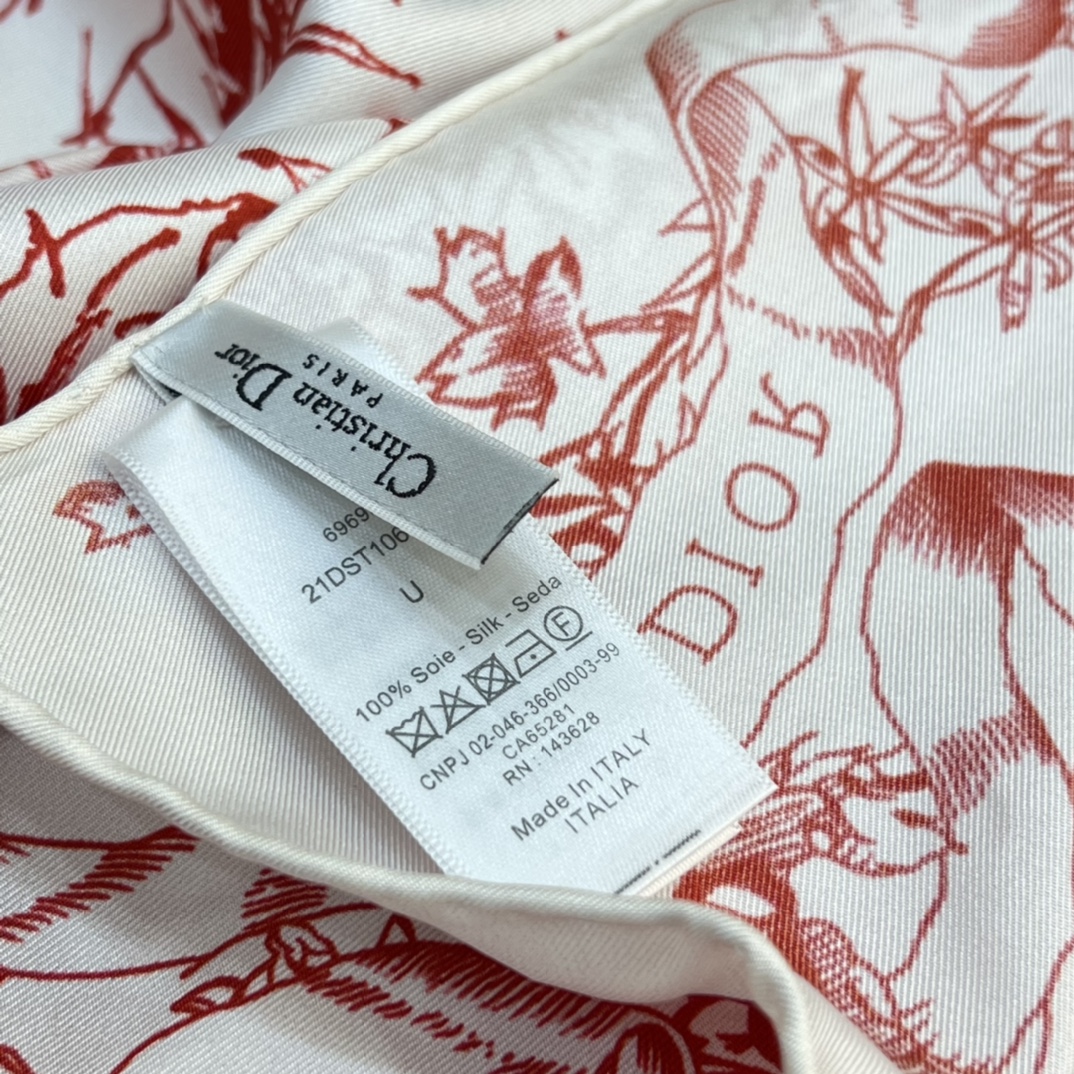 Christian Dior
PARIS
6969
21DST106
U
100% Soie - Silk - Seda
F
CNPJ 02-046-366/0003-99
CA65281
RN : 143628
Made In ITALY
ITALIA
DIOR